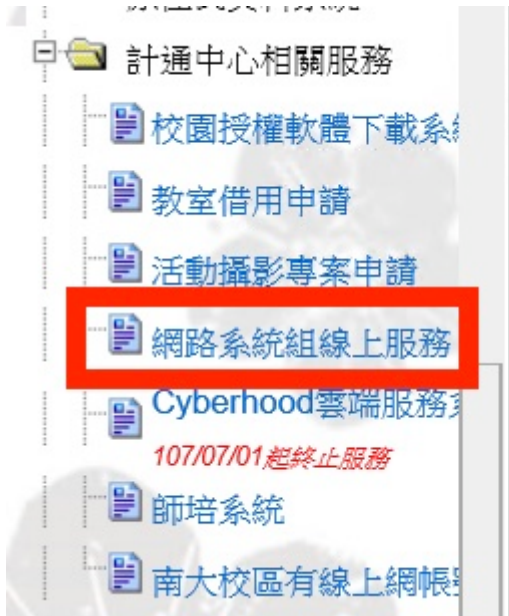 計通中心相關服務
校園授權軟體下載系
教室借用申請
活動攝影專案申請
網路系統組線上服務
Cyberhood雲端服務
107/07/01起終止服務
師培系統
南大校區有線上網帳